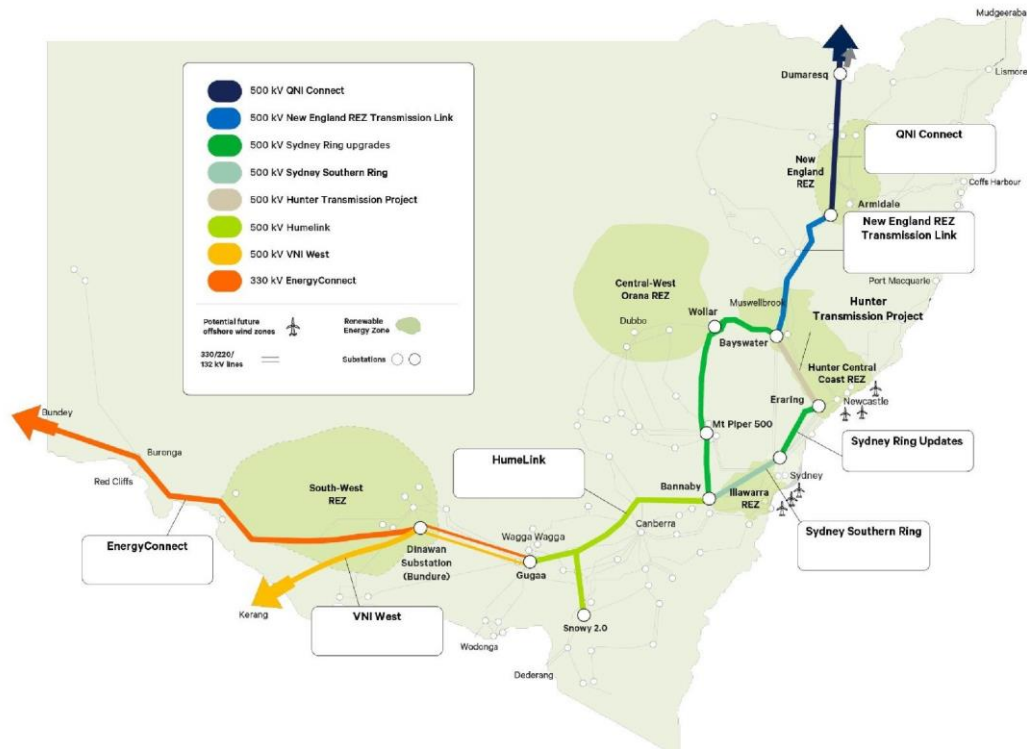 Mudgeeraba
Dumaresq
Lismore
500 kV QNI Connect
500 kV New England REZ Transmission Link
500 kV Sydney Ring upgrades
500 kV Sydney Southern Ring
500 kV Hunter Transmission Project
500 kV Humelink
500 kV VNI West
330 kV EnergyConnect
Potential future
offshore wind zones
Renewable
Energy Zone
330/220/
132 kV lines
Substations
QNI Connect
New
England
REZ
Coffs Harbour
Armidale
New England REZ
Transmission Link
Port Macquarie
Central-West
Orana REZ
Muswellbrook
Hunter
Transmission Project
Wollar
Dubbo
Bayswater
Hunter Central
Coast REZ
Eraring
Newcastle
Bundey
Mt Piper 500
Sydney Ring Updates
Buronga
HumeLink
Red Cliffs
Sydney
South-West
REZ
Bannaby
Illawarra
REZ
Canberra
Sydney Southern Ring
EnergyConnect
Wagga Wagga
Dinawan
Substation
(Bundure)
Gugaa
Kerang
VNI West
Snowy 2.0
Wodonga
Dederang